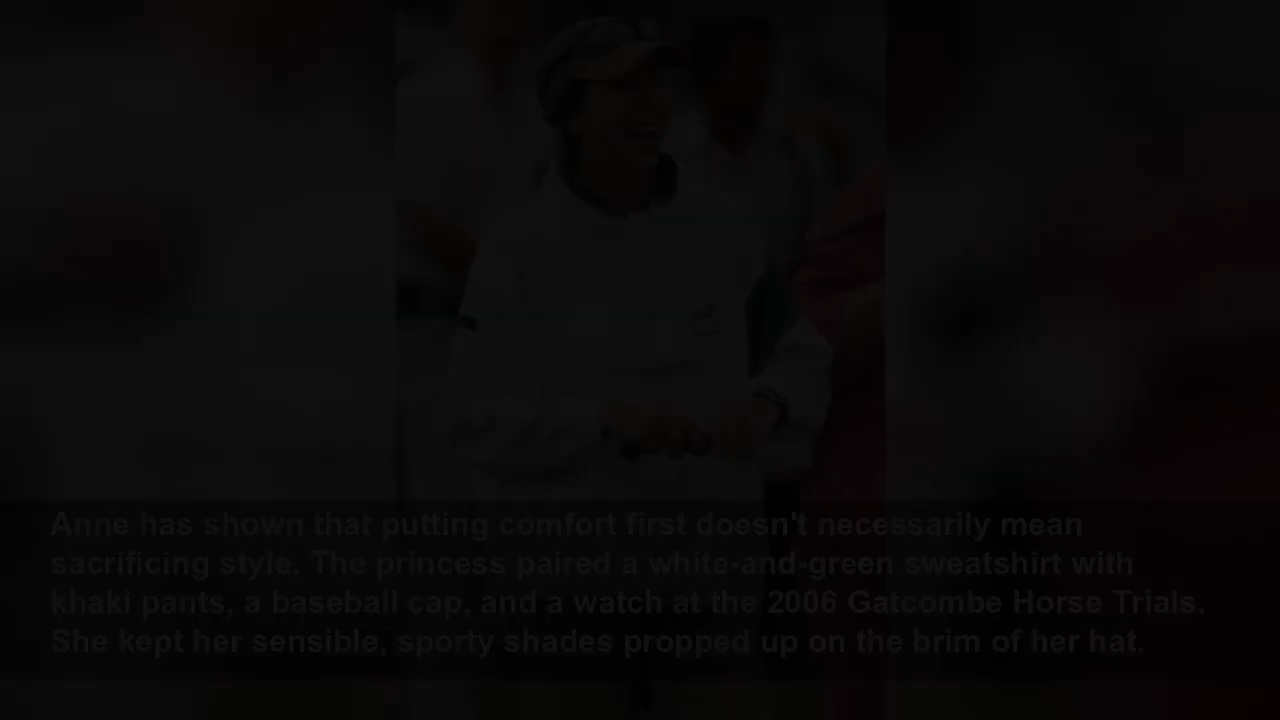 Anne has shown that putting comfort first doesn't necessarily mean
sacrificing style. The princess paired a white-and-green sweatshirt with
khaki pants, a baseball cap, and a watch at the 2006 Gatcombe Horse Trials.
She kept her sensible, sporty shades propped up on the brim of her hat.